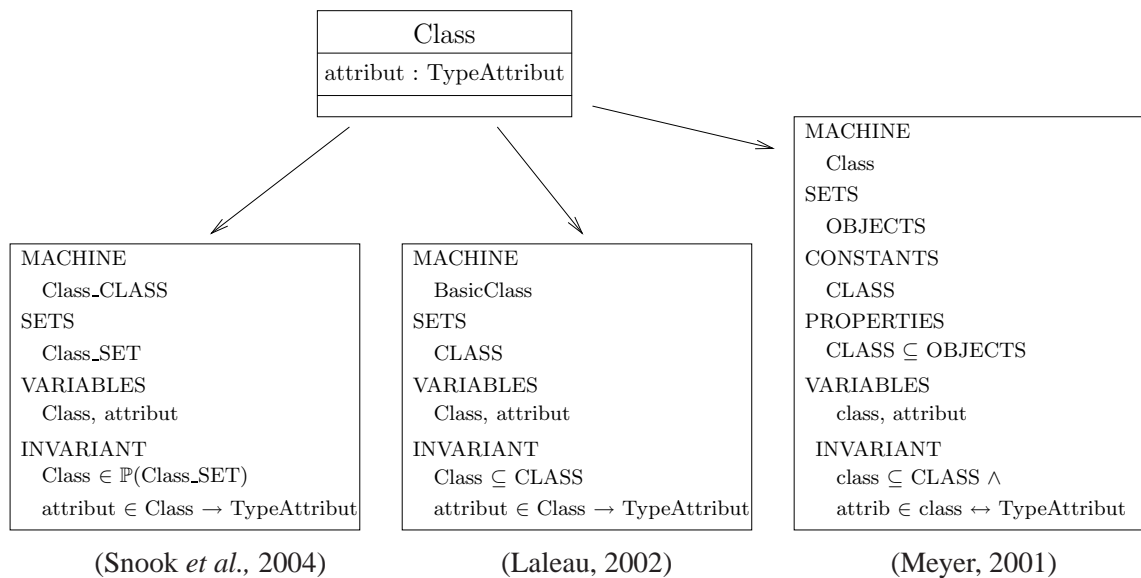 Class
attribut : TypeAttribut
MACHINE
Class_CLASS
SETS
Class_SET
VARIABLES
Class, attribut
INVARIANT
Class ∈ ℙ(Class_SET)
attribut ∈ Class → TypeAttribut
(Snook et al., 2004)
MACHINE
BasicClass
SETS
CLASS
VARIABLES
Class, attribut
INVARIANT
Class ⊆ CLASS
attribut ∈ Class → TypeAttribut
(Laleau, 2002)
MACHINE
Class
SETS
OBJECTS
CONSTANTS
CLASS
PROPERTIES
CLASS ⊆ OBJECTS
VARIABLES
class, attribut
INVARIANT
class ⊆ CLASS ∧
attrib ∈ class ↔ TypeAttribut
(Meyer, 2001)